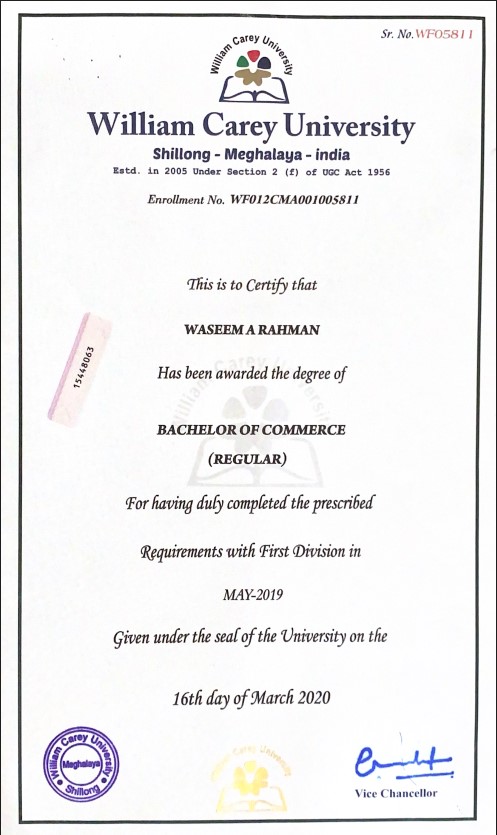 Sr. No. WF05811
William Carey University
William Carey University
Shillong - Meghalaya - india
Estd. in 2005 Under Section 2 (f) of UGC Act 1956
Enrollment No. WF012CMA001005811
This is to Certify that
WASEEM A RAHMAN
15448063
Has been awarded the degree of
BACHELOR OF COMMERCE
(REGULAR)
For having duly completed the prescribed
Requirements with First Division in
MAY-2019
Given under the seal of the University on the
16th day of March 2020
William Carey University
Meghalaya
Shillong
William Carey University
Vice Chancellor